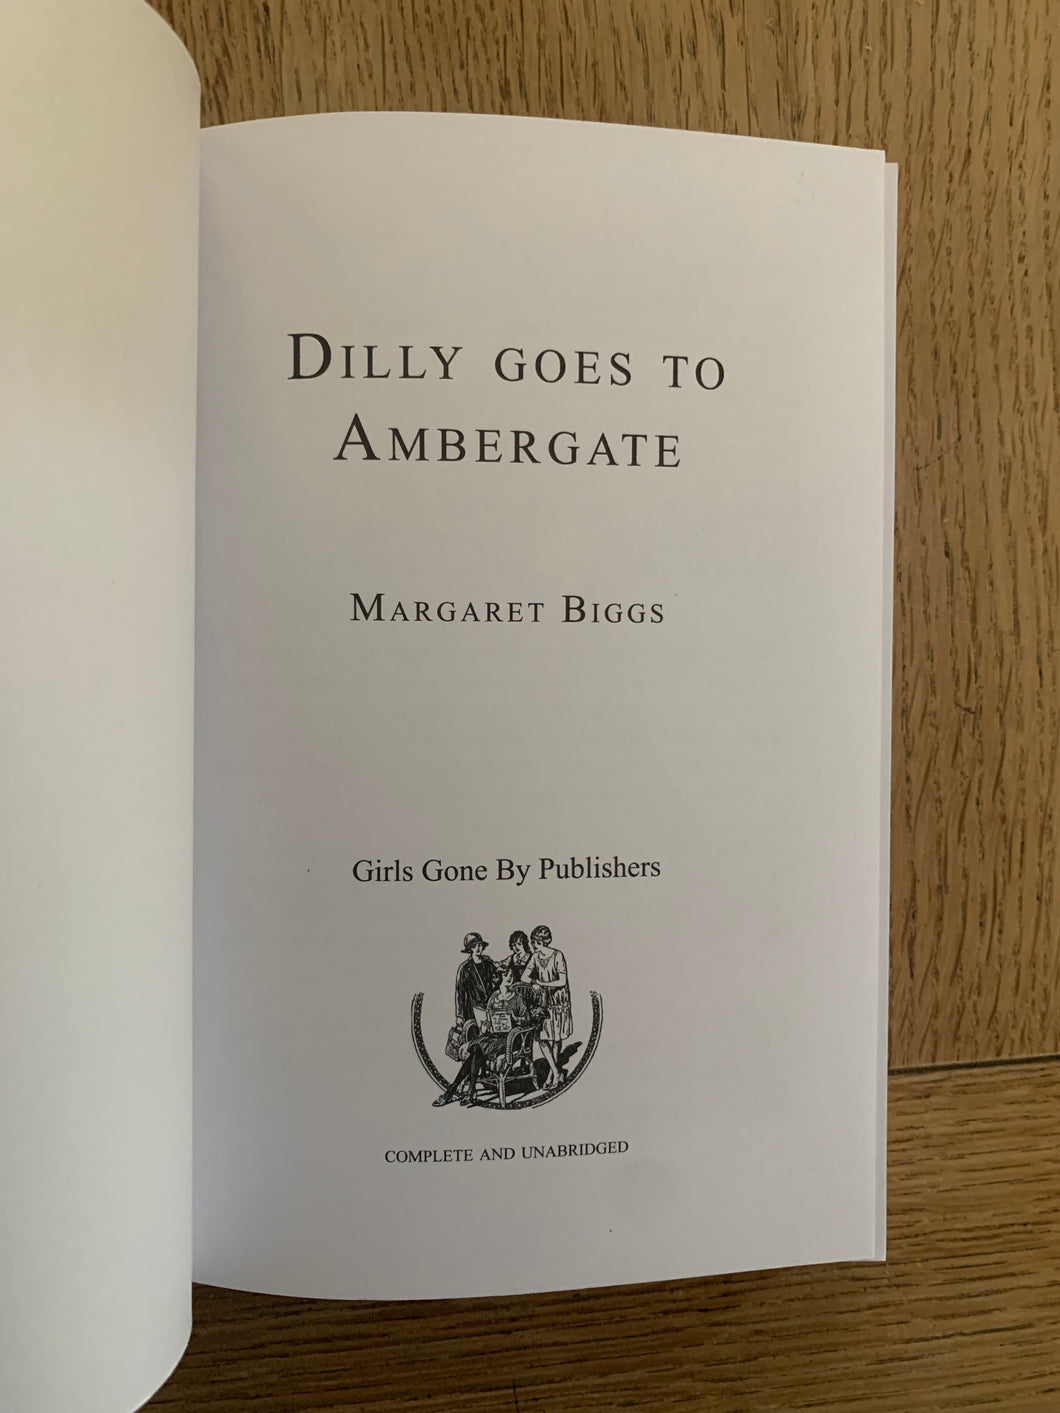 DILLY GOES TO
AMBERGATE
MARGARET BIGGS
Girls Gone By Publishers
COMPLETE AND UNABRIDGED